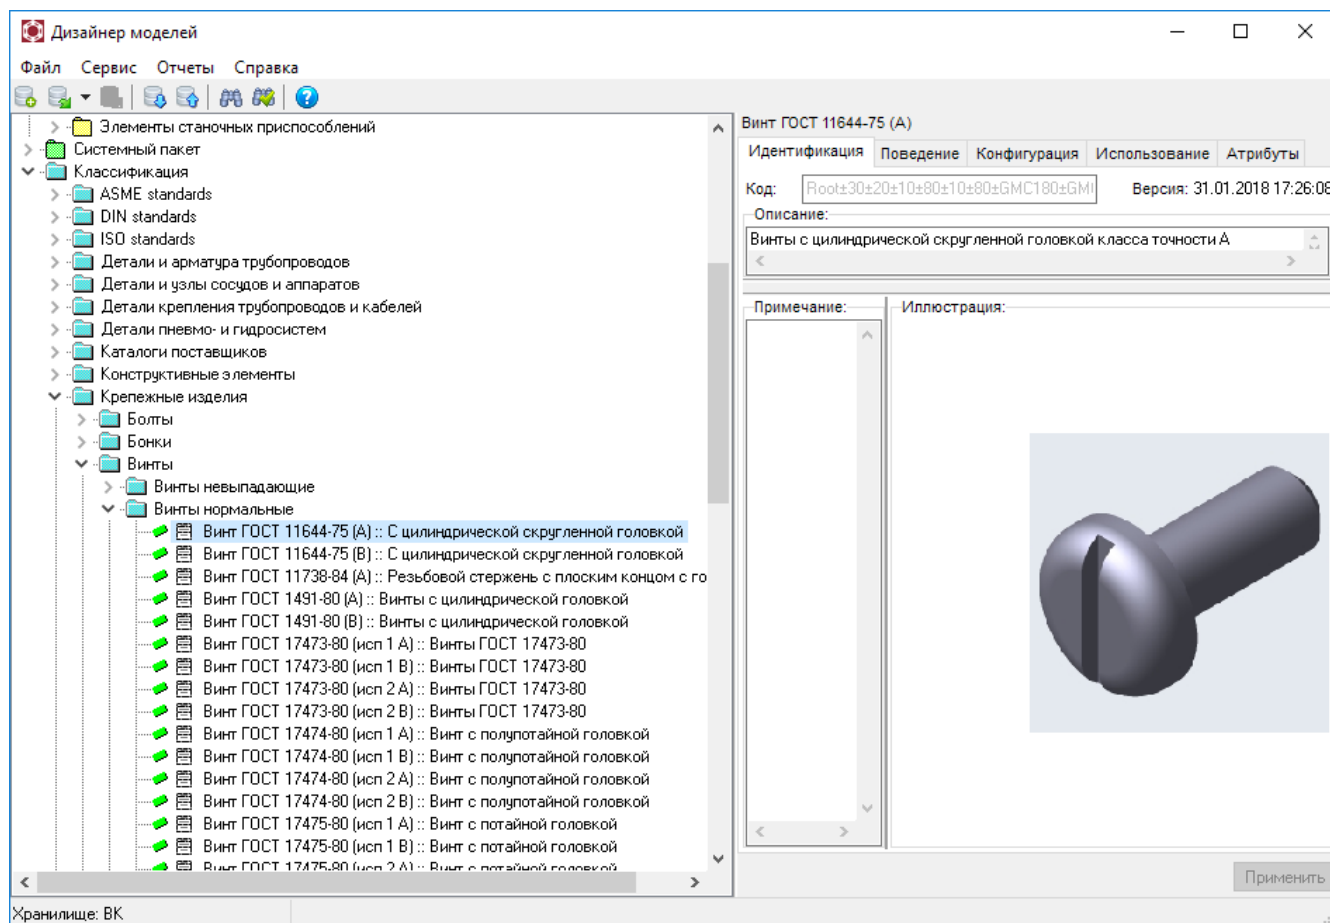 Дизайнер моделей
Файл Сервис Отчеты Справка
Элементы станочных приспособлений
Системный пакет
Классификация
ASME standards
DIN standards
ISO standards
Детали и арматура трубопроводов
Детали и узлы сосудов и аппаратов
Детали крепления трубопроводов и кабелей
Детали пневмо- и гидросистем
Каталоги поставщиков
Конструктивные элементы
Крепежные изделия
Болты
Бонки
Винты
Винты невыпадающие
Винты нормальные
Винт ГОСТ 11644-75 (A) :: С цилиндрической скругленной головкой
Винт ГОСТ 11644-75 (B) :: С цилиндрической скругленной головкой
Винт ГОСТ 11738-84 (A) :: Резьбовой стержень с плоским концом с го
Винт ГОСТ 1491-80 (A) :: Винты с цилиндрической головкой
Винт ГОСТ 1491-80 (B) :: Винты с цилиндрической головкой
Винт ГОСТ 17473-80 (исп 1 A) :: Винты ГОСТ 17473-80
Винт ГОСТ 17473-80 (исп 1 B) :: Винты ГОСТ 17473-80
Винт ГОСТ 17473-80 (исп 2 A) :: Винты ГОСТ 17473-80
Винт ГОСТ 17473-80 (исп 2 B) :: Винты ГОСТ 17473-80
Винт ГОСТ 17474-80 (исп 1 A) :: Винт с полупотайной головкой
Винт ГОСТ 17474-80 (исп 1 B) :: Винт с полупотайной головкой
Винт ГОСТ 17474-80 (исп 2 A) :: Винт с полупотайной головкой
Винт ГОСТ 17474-80 (исп 2 B) :: Винт с полупотайной головкой
Винт ГОСТ 17475-80 (исп 1 A) :: Винт с потайной головкой
Винт ГОСТ 17475-80 (исп 1 B) :: Винт с потайной головкой
Винт ГОСТ 17475-80 (исп 2 A) :: Винт с потайной головкой
Винт ГОСТ 11644-75 (A)
Идентификация Поведение Конфигурация Использование Атрибуты
Код: Root±30±20±10±80±10±80±GMC180±GM Версия: 31.01.2018 17:26:08
Описание:
Винты с цилиндрической скругленной головкой класса точности А
Примечание: Иллюстрация:
Применить
Хранилище: ВК